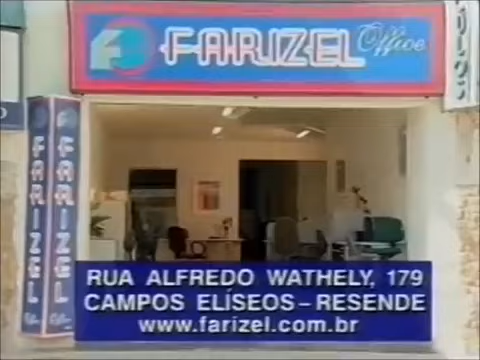 FARIZEL Office
FARIZEL
FARIZEL
RUA ALFREDO WATHELY, 179
CAMPOS ELÍSEOS – RESENDE
www.farizel.com.br